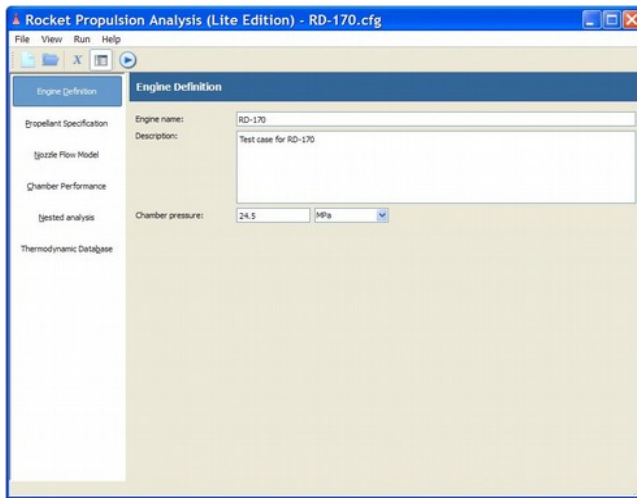 Rocket Propulsion Analysis (Lite Edition) - RD-170.cfg
File View Run Help
X
Engine Definition
Propellant Specification
Nozzle Flow Model
Chamber Performance
Nested analysis
Thermodynamic Database
Engine Definition
Engine name: RD-170
Description: Test case for RD-170
Chamber pressure: 24.5 MPa